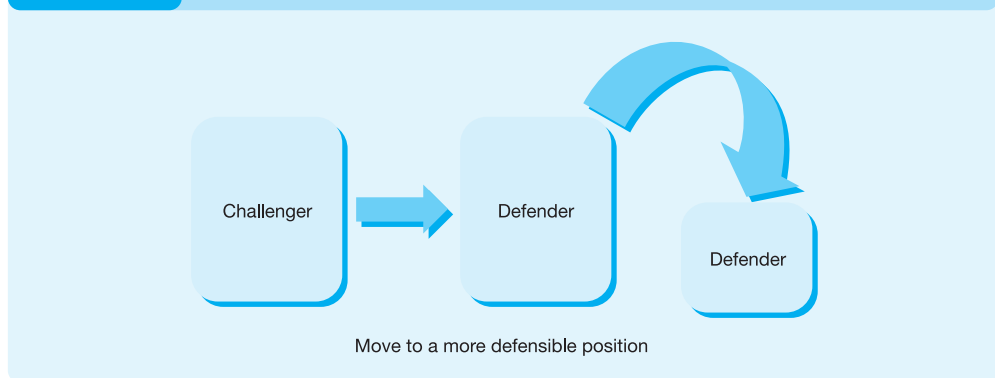 Challenger
Defender
Defender
Move to a more defensible position